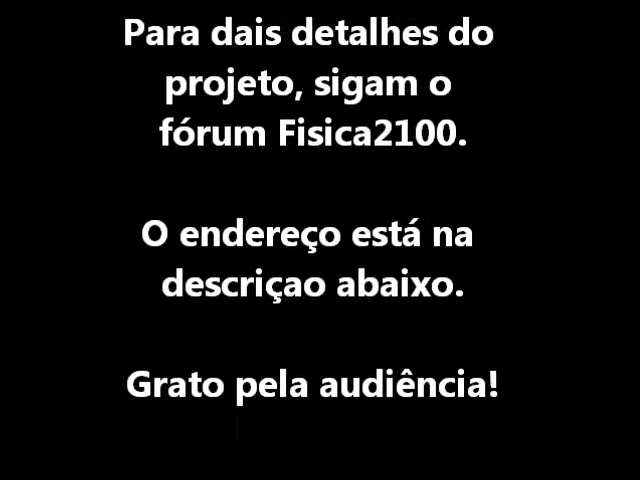 Para dais detalhes do
projeto, sigam o
fórum Fisica2100.
O endereço está na
descriçao abaixo.
Grato pela audiência!